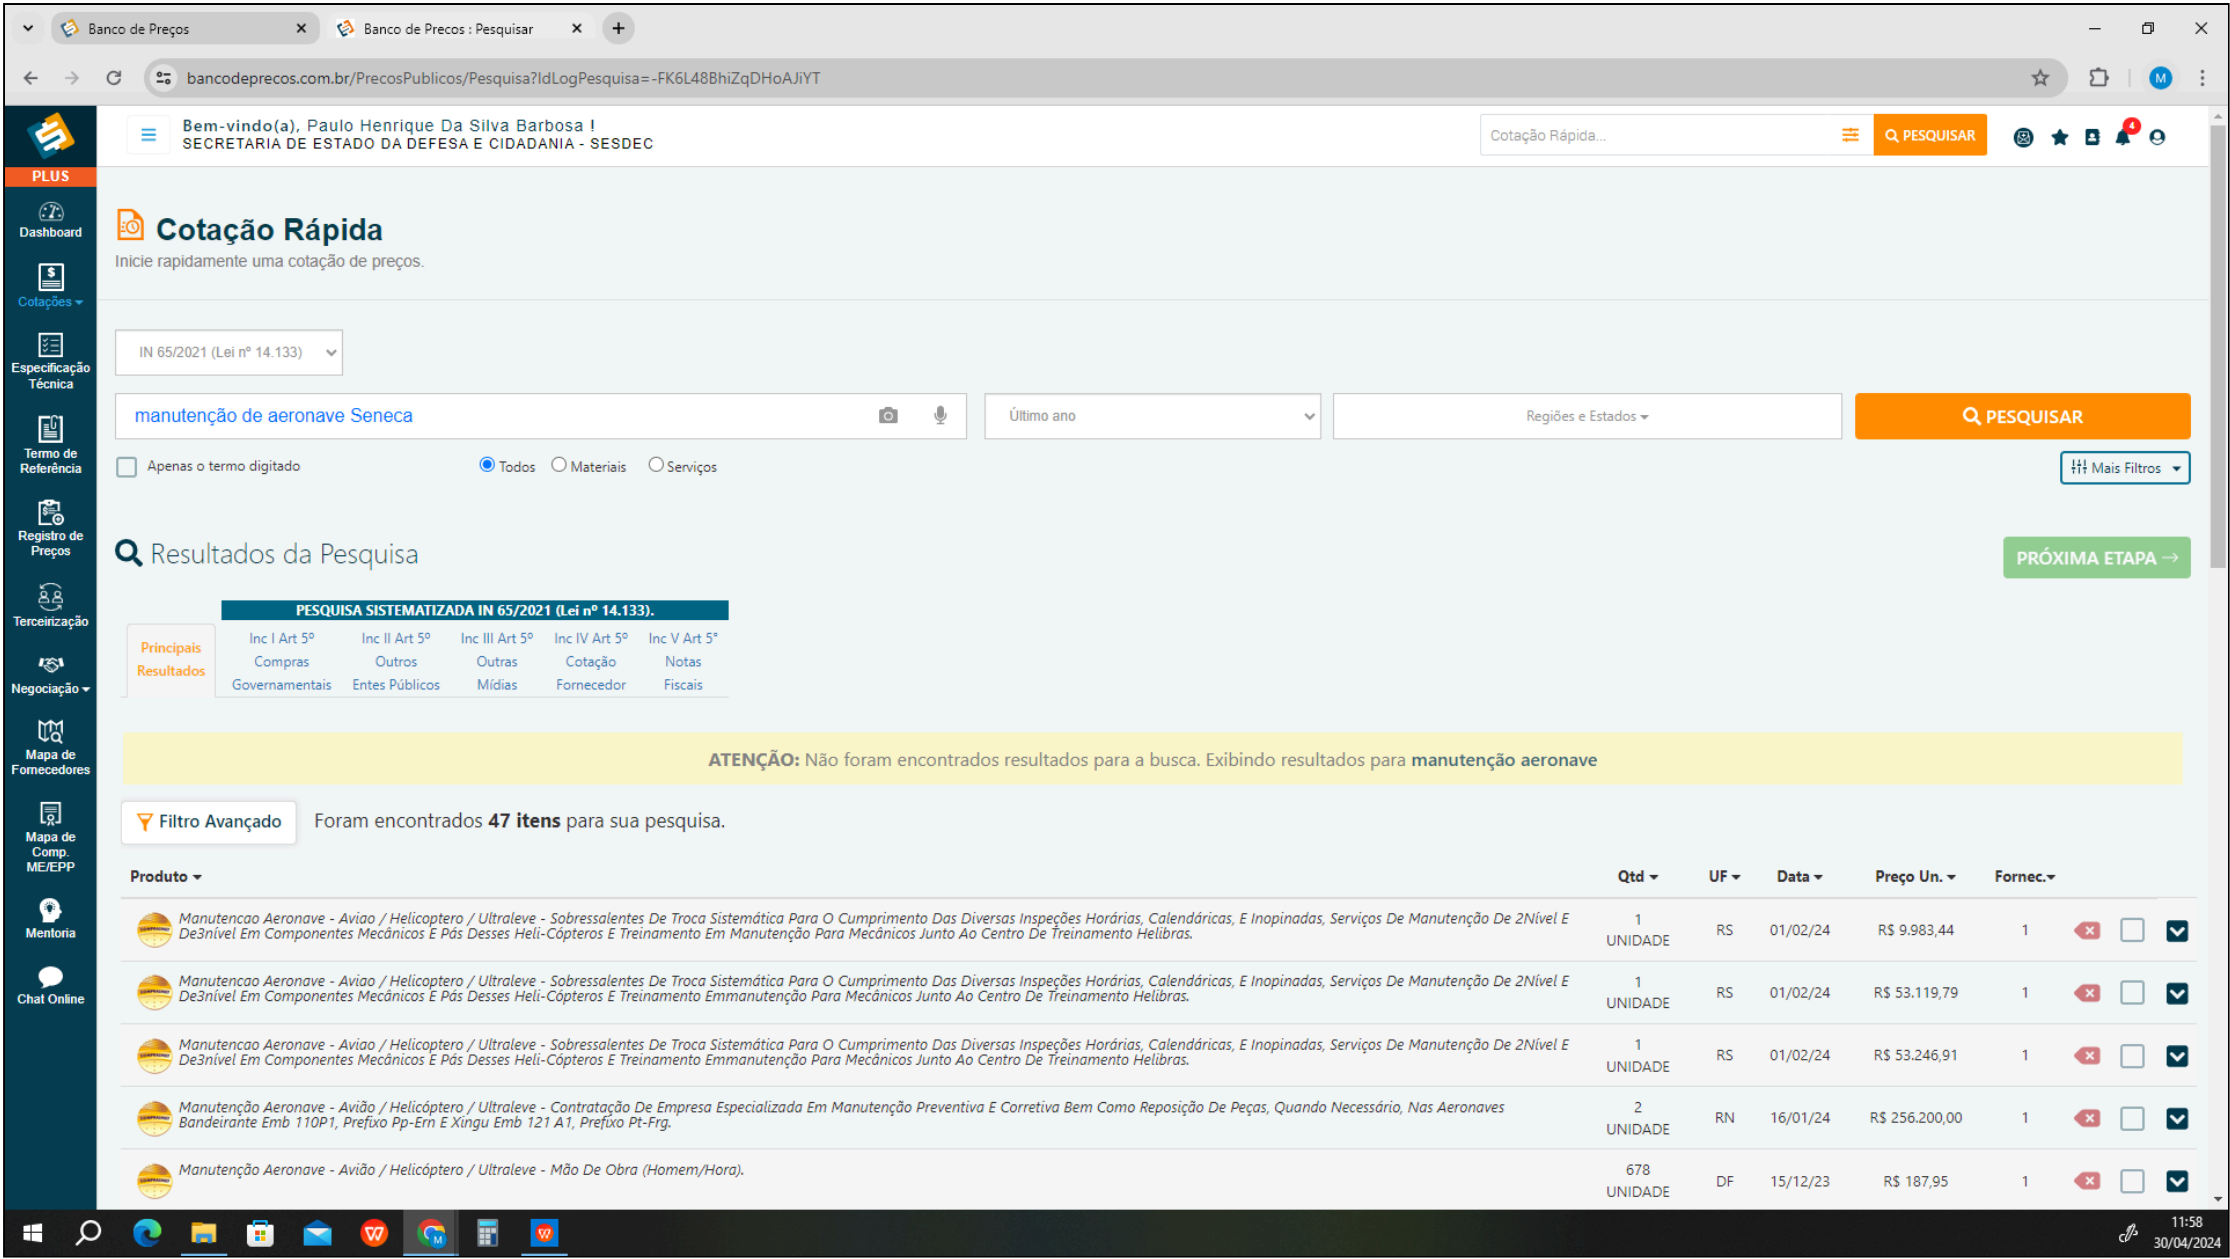 Banco de Preços
Banco de Precos : Pesquisar
bancodeprecos.com.br/PrecosPublicos/Pesquisa?IdLogPesquisa=-FK6L48BhiZqDHoAJiYT
M
PLUS
Bem-vindo(a), Paulo Henrique Da Silva Barbosa !
SECRETARIA DE ESTADO DA DEFESA E CIDADANIA - SESDEC
Cotação Rápida...
PESQUISAR
4
Dashboard
Cotações
Especificação
Técnica
Termo de
Referência
Registro de
Preços
Terceirização
Negociação
Mapa de
Fornecedores
Mapa de
Comp.
ME/EPP
Mentoria
Chat Online
Cotação Rápida
Inicie rapidamente uma cotação de preços.
IN 65/2021 (Lei nº 14.133)
manutenção de aeronave Seneca
Último ano
Regiões e Estados
PESQUISAR
Apenas o termo digitado
Todos
Materiais
Serviços
Mais Filtros
Resultados da Pesquisa
PRÓXIMA ETAPA
PESQUISA SISTEMATIZADA IN 65/2021 (Lei nº 14.133).
Principais
Resultados
Inc I Art 5º
Compras
Governamentais
Inc II Art 5º
Outros
Entes Públicos
Inc III Art 5º
Outras
Mídias
Inc IV Art 5º
Cotação
Fornecedor
Inc V Art 5°
Notas
Fiscais
ATENÇÃO: Não foram encontrados resultados para a busca. Exibindo resultados para manutenção aeronave
Filtro Avançado
Foram encontrados 47 itens para sua pesquisa.
Produto Qtd UF Data Preço Un. Fornec.
Manutencao Aeronave - Aviao / Helicoptero / Ultraleve - Sobressalentes De Troca Sistemática Para O Cumprimento Das Diversas Inspeções Horárias, Calendáricas, E Inopinadas, Serviços De Manutenção De 2Nível E
De3nível Em Componentes Mecânicos E Pás Desses Heli-Cópteros E Treinamento Em Manutenção Para Mecânicos Junto Ao Centro De Treinamento Helibras.
1
UNIDADE
RS 01/02/24 R$ 9.983,44 1
Manutencao Aeronave - Aviao / Helicoptero / Ultraleve - Sobressalentes De Troca Sistemática Para O Cumprimento Das Diversas Inspeções Horárias, Calendáricas, E Inopinadas, Serviços De Manutenção De 2Nível E
De3nível Em Componentes Mecânicos E Pás Desses Heli-Cópteros E Treinamento Emmanutenção Para Mecânicos Junto Ao Centro De Treinamento Helibras.
1
UNIDADE
RS 01/02/24 R$ 53.119,79 1
Manutencao Aeronave - Aviao / Helicoptero / Ultraleve - Sobressalentes De Troca Sistemática Para O Cumprimento Das Diversas Inspeções Horárias, Calendáricas, E Inopinadas, Serviços De Manutenção De 2Nível E
De3nível Em Componentes Mecânicos E Pás Desses Heli-Cópteros E Treinamento Emmanutenção Para Mecânicos Junto Ao Centro De Treinamento Helibras.
1
UNIDADE
RS 01/02/24 R$ 53.246,91 1
Manutenção Aeronave - Avião / Helicóptero / Ultraleve - Contratação De Empresa Especializada Em Manutenção Preventiva E Corretiva Bem Como Reposição De Peças, Quando Necessário, Nas Aeronaves
Bandeirante Emb 110P1, Prefixo Pp-Ern E Xingu Emb 121 A1, Prefixo Pt-Frg.
2
UNIDADE
RN 16/01/24 R$ 256.200,00 1
Manutenção Aeronave - Avião / Helicóptero / Ultraleve - Mão De Obra (Homem/Hora).
678
UNIDADE
DF 15/12/23 R$ 187,95 1
11:58
30/04/2024